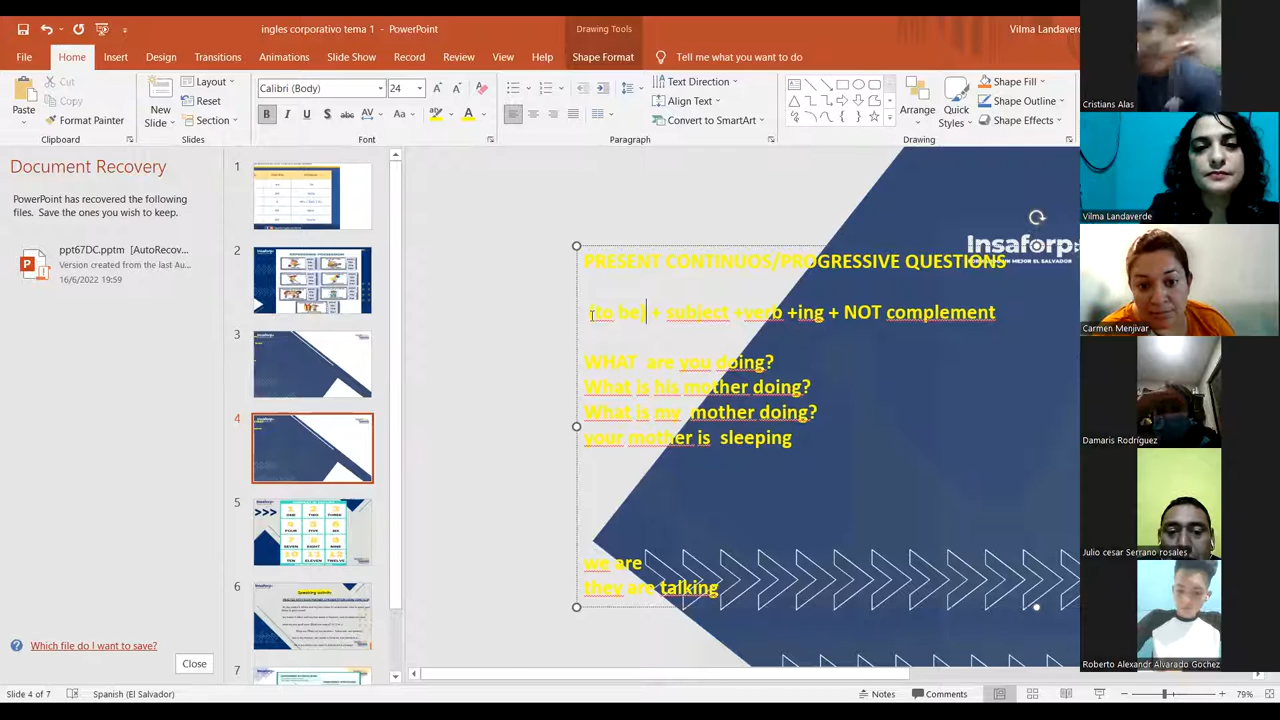 ingles corporativo tema 1 - PowerPoint
Drawing Tools
Vilma Landaverde
File
Home
Insert
Design
Transitions
Animations
Slide Show
Record
Review
View
Help
Shape Format
Tell me what you want to do
Paste
Cut
Copy
Format Painter
Clipboard
New Slide
Layout
Reset
Section
Slides
Calibri (Body)
24
Font
Text Direction
Align Text
Convert to SmartArt
Paragraph
Arrange
Quick Styles
Shape Fill
Shape Outline
Shape Effects
Drawing
Document Recovery
PowerPoint has recovered the following
files. Save the ones you wish to keep.
ppt67DC.pptm [AutoRecov...
Version created from the last Au...
16/6/2022 19:59
Which file do I want to save?
Close
1
2
3
4
5
6
7
Insaforp
PRESENT CONTINUOS/PROGRESSIVE QUESTIONS
(to be) + subject +verb +ing + NOT complement
WHAT are you doing?
What is his mother doing?
What is my mother doing?
your mother is sleeping
we are
they are talking
Slide 4 of 7
Spanish (El Salvador)
Notes
Comments
79%
Cristians Alas
Vilma Landaverde
Carmen Menjivar
Damaris Rodríguez
Julio cesar Serrano rosales
Roberto Alexandr Alvarado Gochez